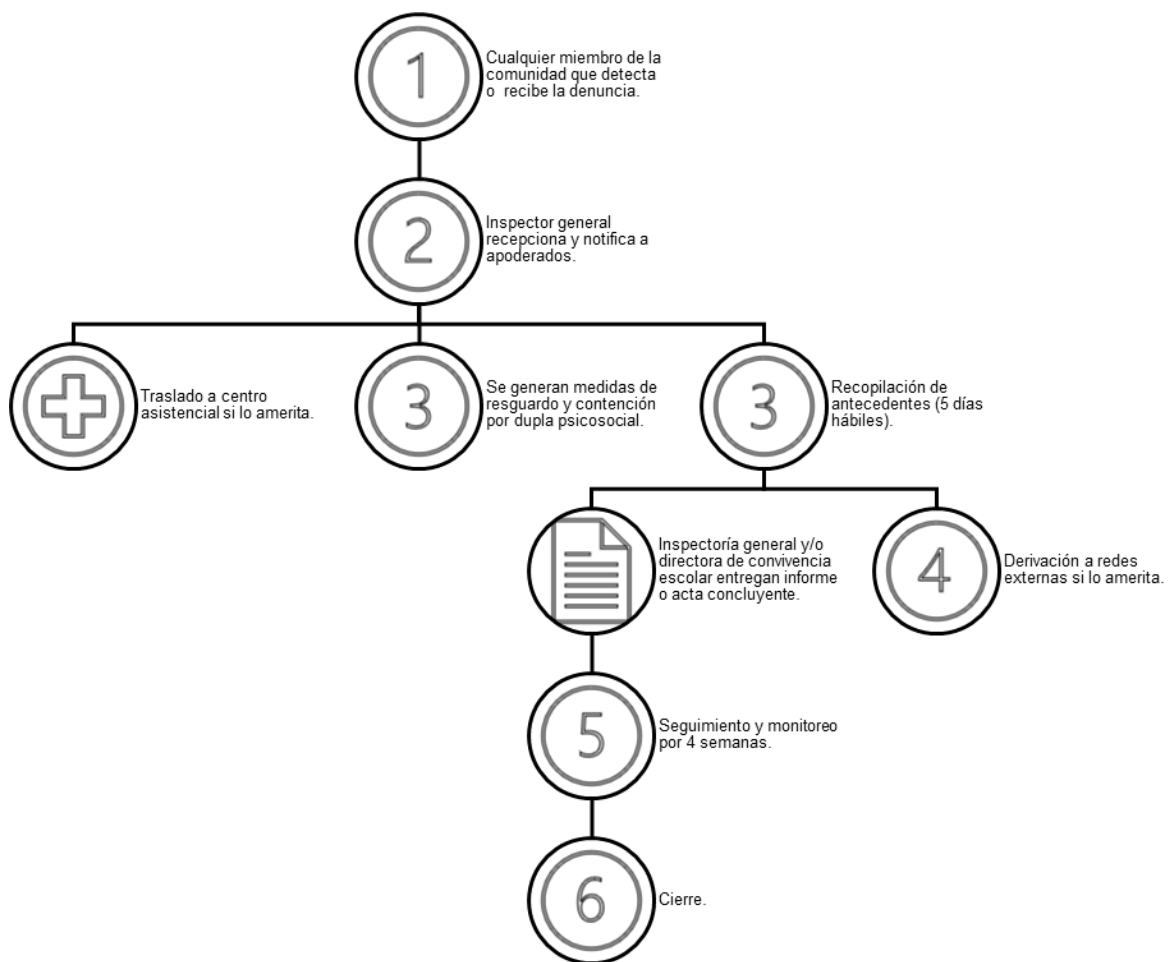 1
Cualquier miembro de la
comunidad que detecta
o recibe la denuncia.
2
Inspector general
recepciona y notifica a
apoderados.
Traslado a centro
asistencial si lo amerita.
3
Se generan medidas de
resguardo y contención
por dupla psicosocial.
3
Recopilación de
antecedentes (5 días
hábiles).
Inspectoría general y/o
directora de convivencia
escolar entregan informe
o acta concluyente.
4
Derivación a redes
externas si lo amerita.
5
Seguimiento y monitoreo
por 4 semanas.
6
Cierre.